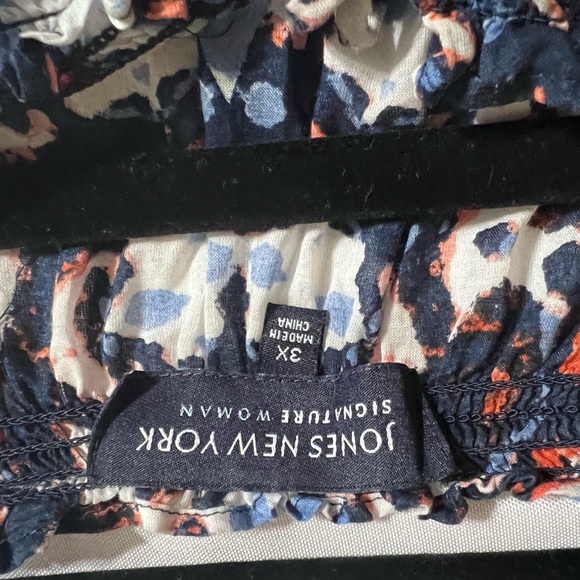 JONES NEW YORK
SIGNATURE WOMAN
3X
MADE IN
CHINA